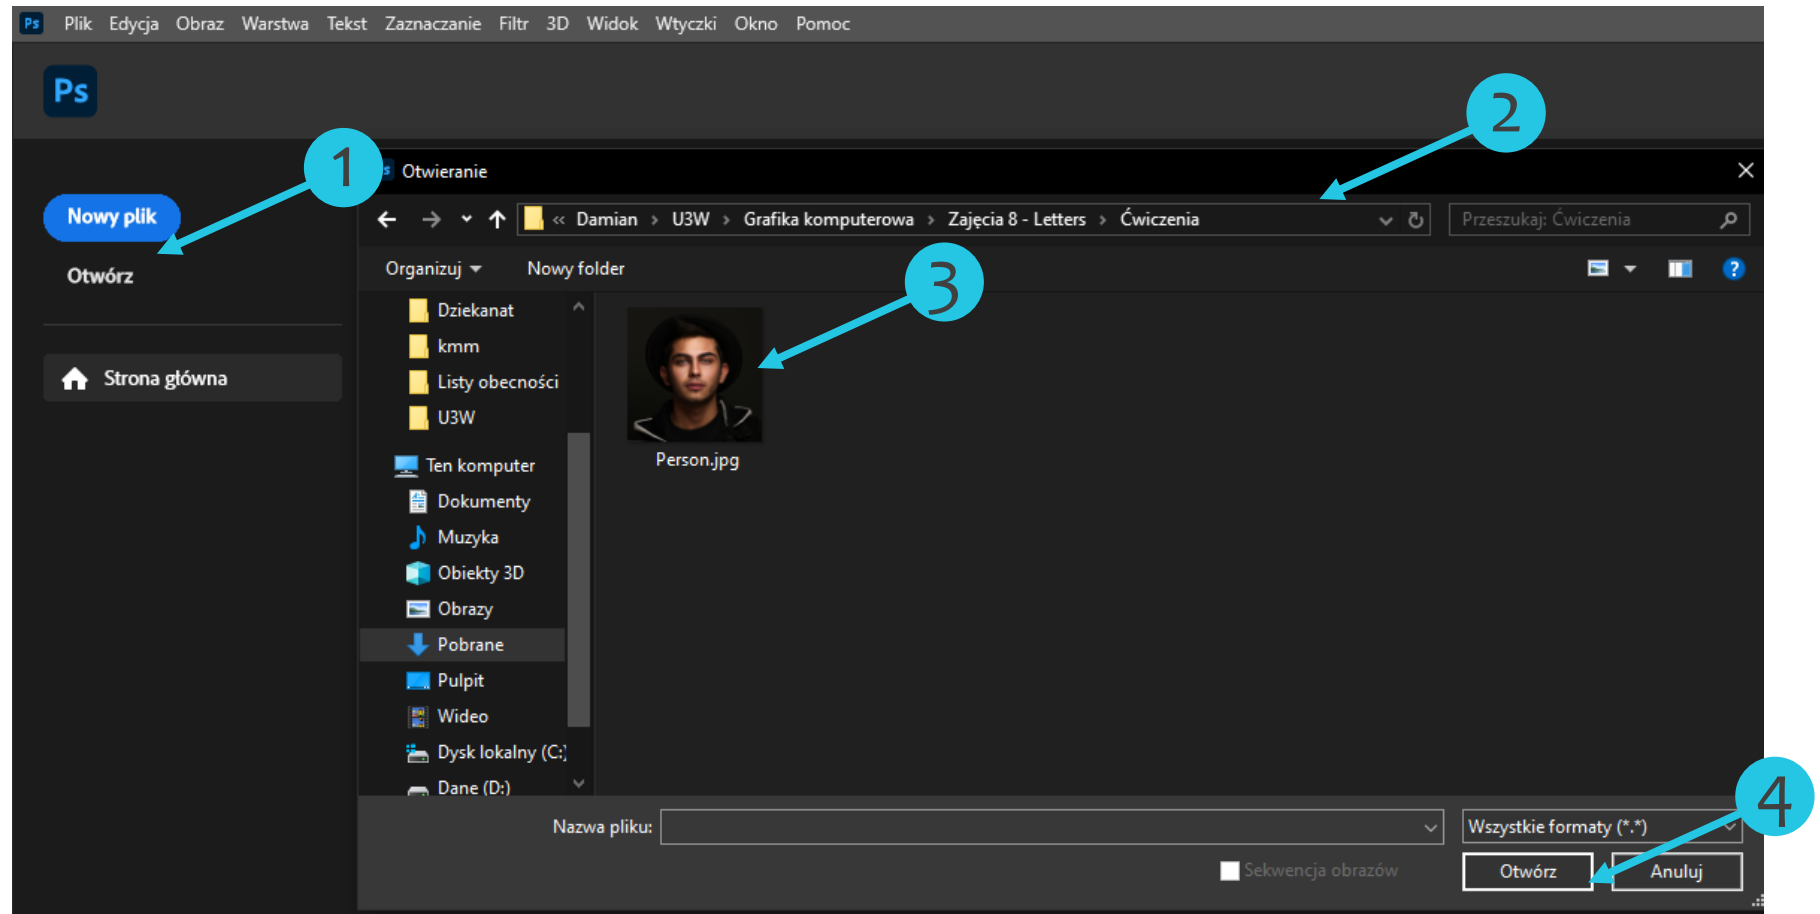 Ps Plik Edycja Obraz Warstwa Tekst Zaznaczanie Filtr 3D Widok Wtyczki Okno Pomoc
Ps
2
1
Otwieranie
Nowy plik
« Damian > U3W > Grafika komputerowa > Zajęcia 8 - Letters > Ćwiczenia
Przeszukaj: Ćwiczenia
Otwórz
Organizuj
Nowy folder
3
?
Strona główna
Dziekanat
kmm
Listy obecności
U3W
Ten komputer
Dokumenty
Muzyka
Obiekty 3D
Obrazy
Pobrane
Pulpit
Wideo
Dysk lokalny (C:)
Dane (D:)
Person.jpg
4
Nazwa pliku:
Wszystkie formaty (*.*)
Sekwencja obrazów
Otwórz
Anuluj